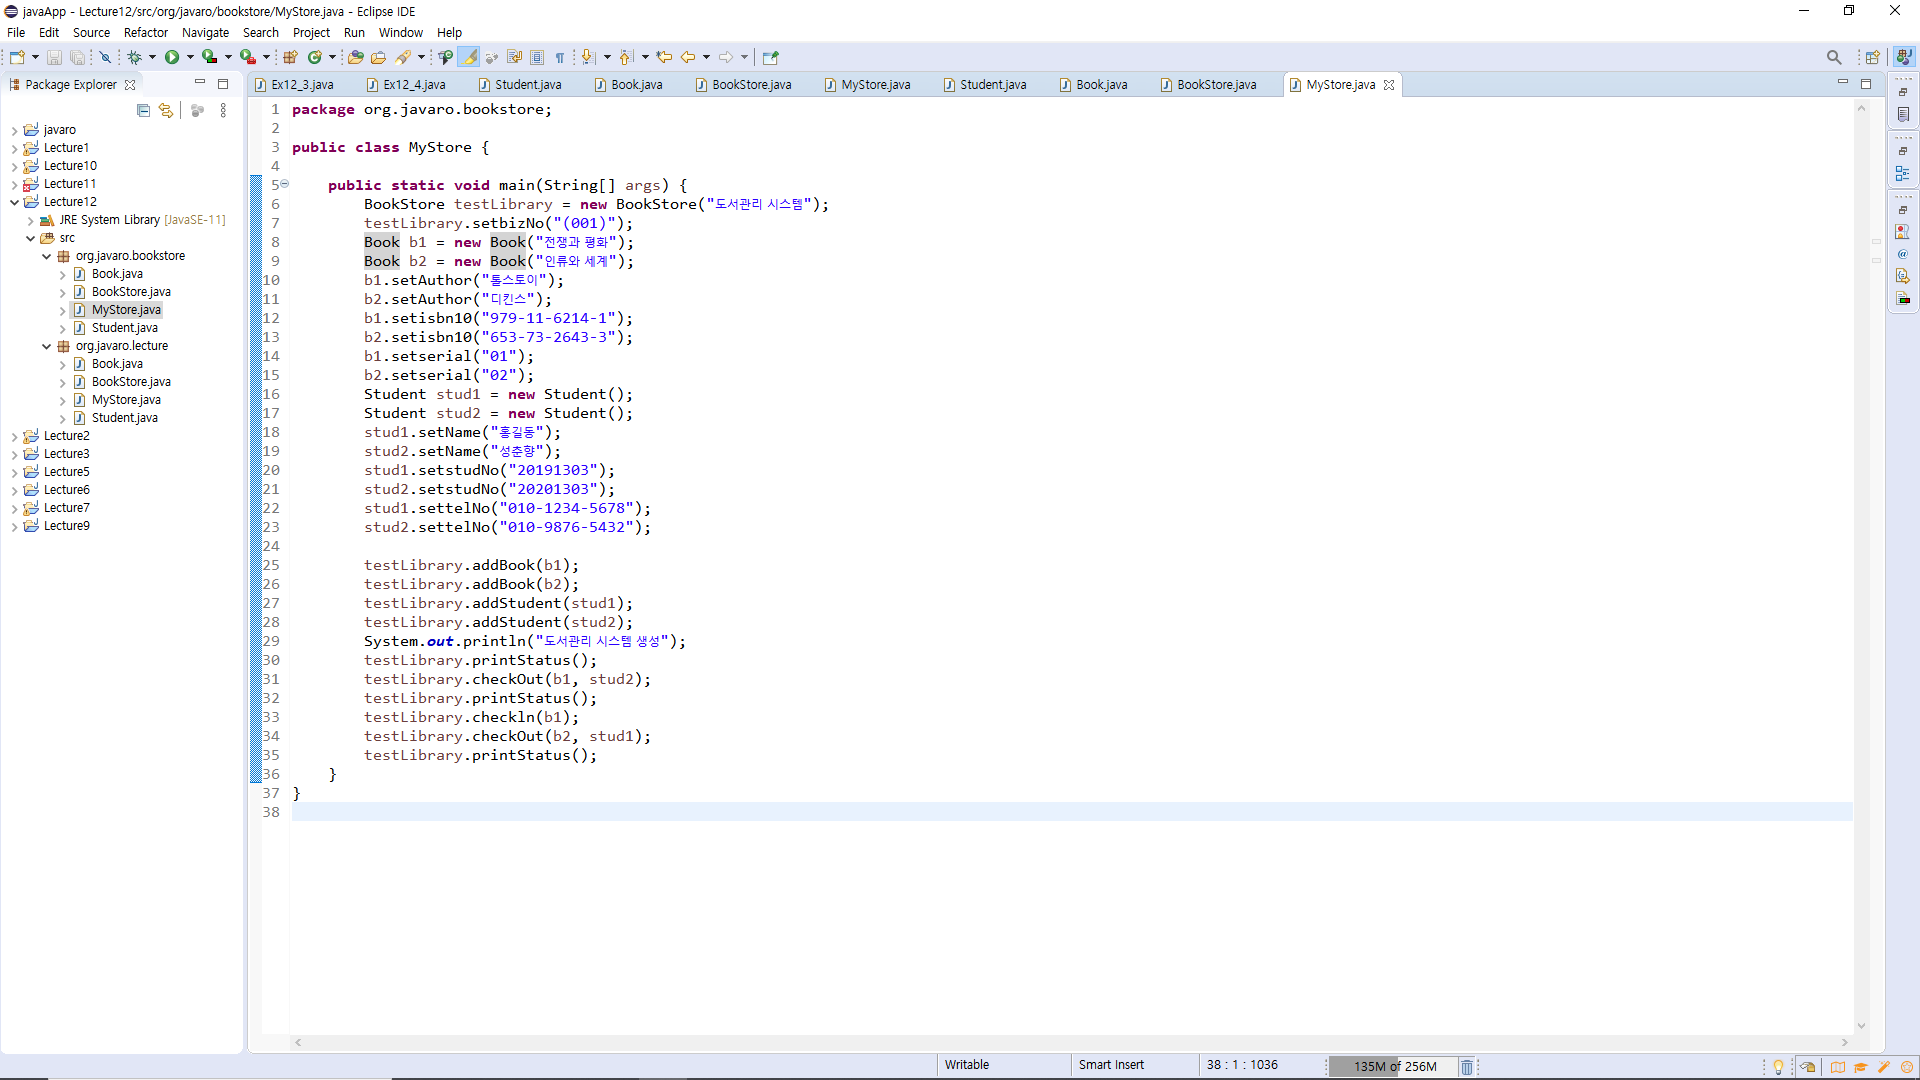 javaApp - Lecture12/src/org/javaro/bookstore/MyStore.java - Eclipse IDE
File Edit Source Refactor Navigate Search Project Run Window Help
Package Explorer
Ex12_3.java Ex12_4.java Student.java Book.java BookStore.java MyStore.java Student.java Book.java BookStore.java MyStore.java
javaro
Lecture1
Lecture10
Lecture11
Lecture12
JRE System Library [JavaSE-11]
src
org.javaro.bookstore
Book.java
BookStore.java
MyStore.java
Student.java
org.javaro.lecture
Book.java
BookStore.java
MyStore.java
Student.java
Lecture2
Lecture3
Lecture5
Lecture6
Lecture7
Lecture9
1 package org.javaro.bookstore;
2
3 public class MyStore {
4
5 public static void main(String[] args) {
6 BookStore testLibrary = new BookStore("도서관리 시스템");
7 testLibrary.setbizNo("(001)");
8 Book b1 = new Book("전쟁과 평화");
9 Book b2 = new Book("인류와 세계");
10 b1.setAuthor("톨스토이");
11 b2.setAuthor("디킨스");
12 b1.setisbn10("979-11-6214-1");
13 b2.setisbn10("653-73-2643-3");
14 b1.setserial("01");
15 b2.setserial("02");
16 Student stud1 = new Student();
17 Student stud2 = new Student();
18 stud1.setName("홍길동");
19 stud2.setName("성춘향");
20 stud1.setstudNo("20191303");
21 stud2.setstudNo("20201303");
22 stud1.settelNo("010-1234-5678");
23 stud2.settelNo("010-9876-5432");
24
25 testLibrary.addBook(b1);
26 testLibrary.addBook(b2);
27 testLibrary.addStudent(stud1);
28 testLibrary.addStudent(stud2);
29 System.out.println("도서관리 시스템 생성");
30 testLibrary.printStatus();
31 testLibrary.checkOut(b1, stud2);
32 testLibrary.printStatus();
33 testLibrary.checkln(b1);
34 testLibrary.checkOut(b2, stud1);
35 testLibrary.printStatus();
36 }
37 }
38
Writable Smart Insert 38 : 1 : 1036 135M of 256M